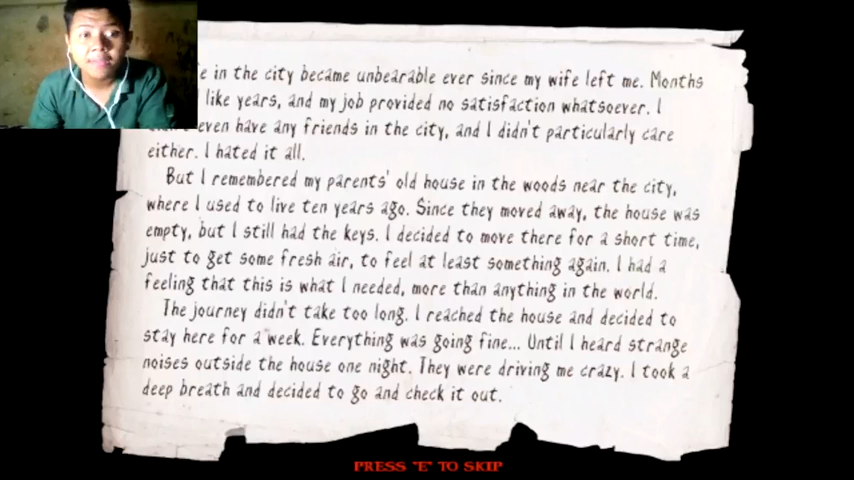 e in the city became unbearable ever since my wife left me. Months
like years, and my job provided no satisfaction whatsoever. I
even have any friends in the city, and I didn't particularly care
either. I hated it all.
But I remembered my parents' old house in the woods near the city,
where I used to live ten years ago. Since they moved away, the house was
empty, but I still had the keys. I decided to move there for a short time,
just to get some fresh air, to feel at least something again. I had a
feeling that this is what I needed, more than anything in the world.
The journey didn't take too long. I reached the house and decided to
stay here for a week. Everything was going fine... Until I heard strange
noises outside the house one night. They were driving me crazy. I took a
deep breath and decided to go and check it out.
PRESS "E" TO SKIP